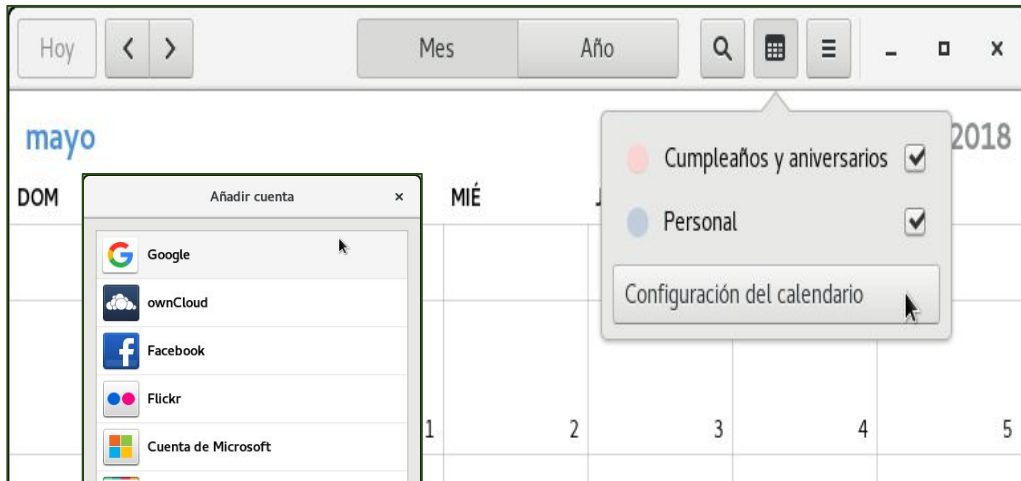 Hoy
Mes
Año
mayo
2018
Cumpleaños y aniversarios
Personal
Configuración del calendario
DOM
MIÉ
Añadir cuenta
Google
ownCloud
Facebook
Flickr
Cuenta de Microsoft
1
2
3
4
5